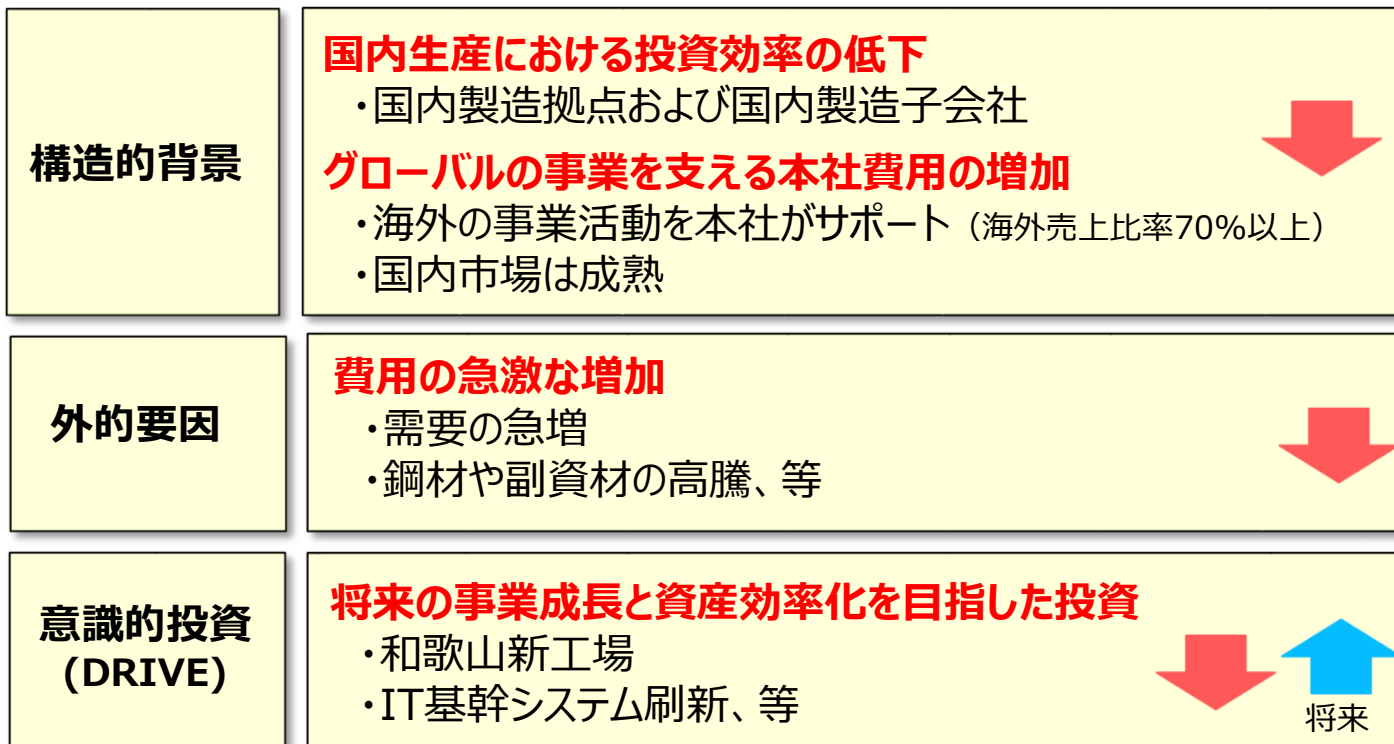 構造的背景
国内生産における投資効率の低下
・国内製造拠点および国内製造子会社
グローバルの事業を支える本社費用の増加
・海外の事業活動を本社がサポート（海外売上比率70%以上）
・国内市場は成熟
外的要因
費用の急激な増加
・需要の急増
・鋼材や副資材の高騰、等
意識的投資
(DRIVE)
将来の事業成長と資産効率化を目指した投資
・和歌山新工場
・IT基幹システム刷新、等
将来